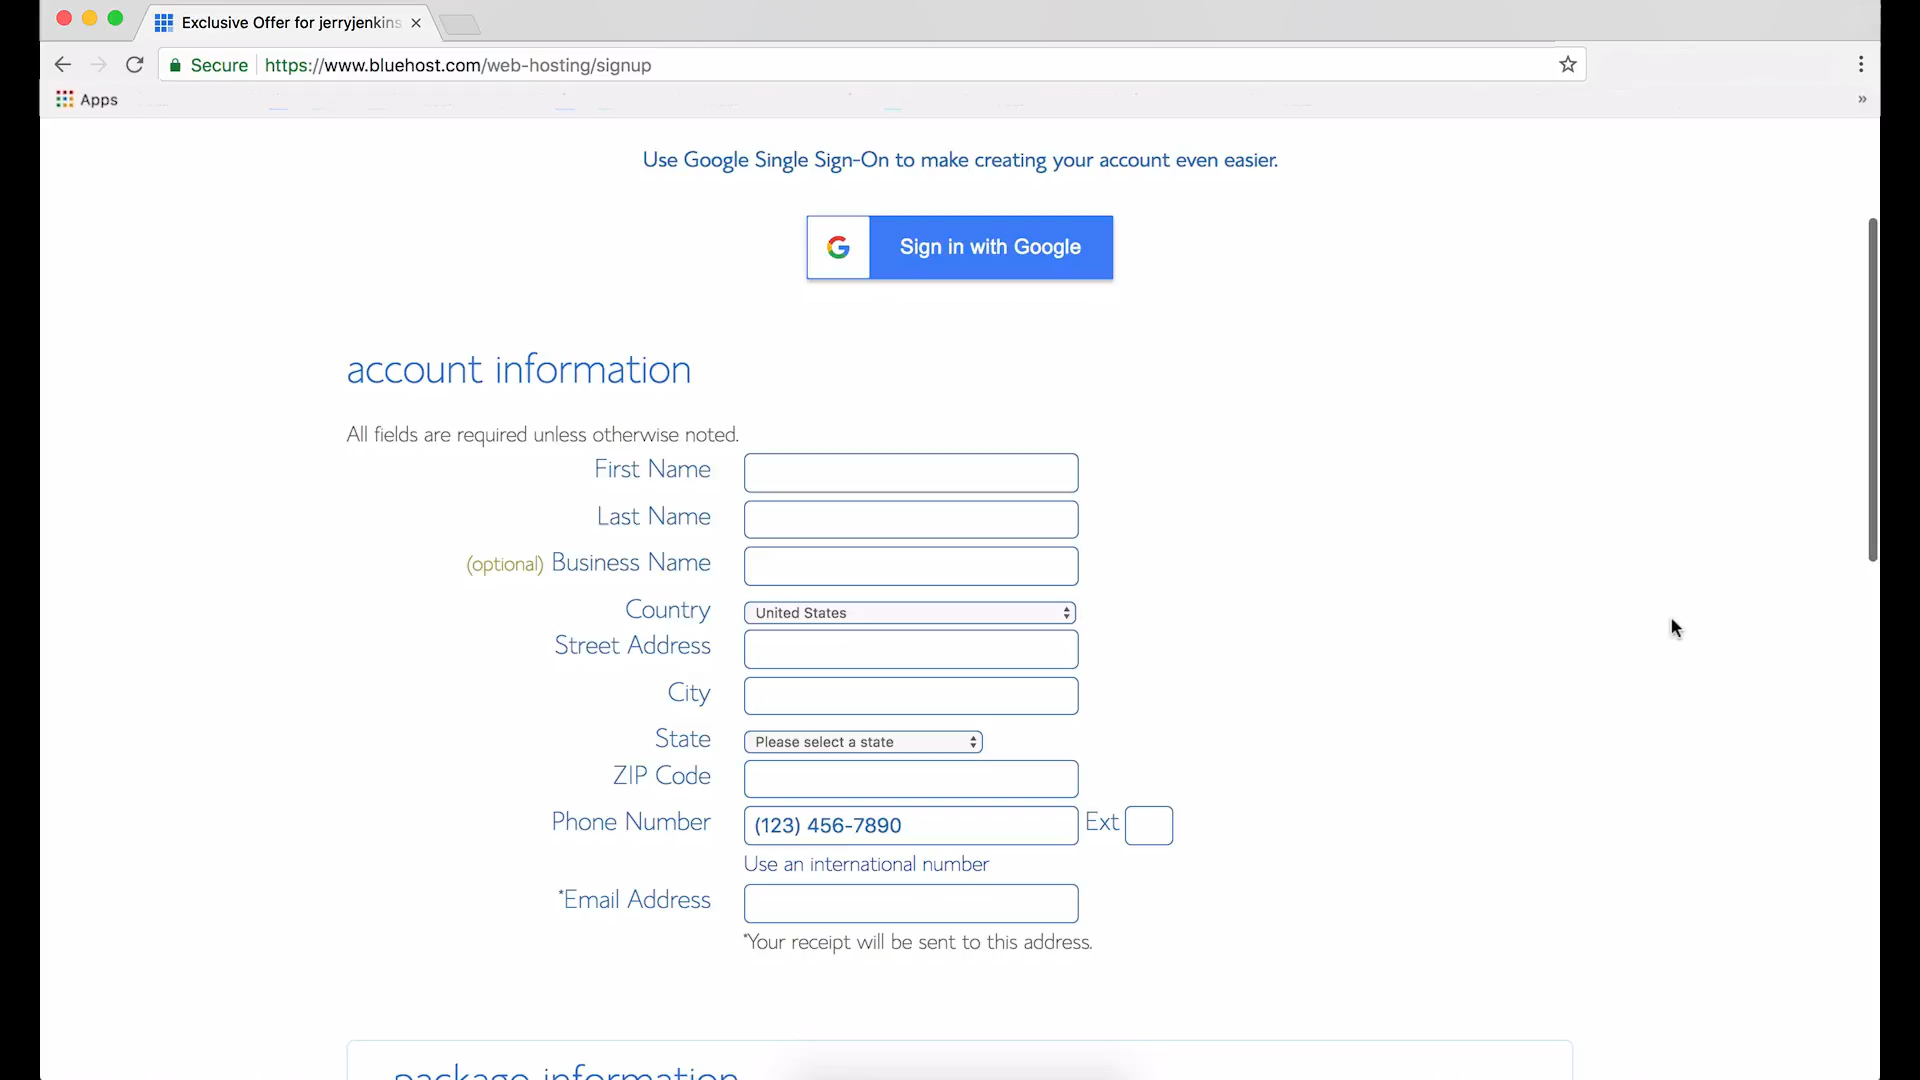 Exclusive Offer for jerryjenkins
Secure https://www.bluehost.com/web-hosting/signup
Apps
»
Use Google Single Sign-On to make creating your account even easier.
Sign in with Google
account information
All fields are required unless otherwise noted.
First Name
Last Name
(optional) Business Name
Country United States
Street Address
City
State Please select a state
ZIP Code
Phone Number (123) 456-7890 Ext
Use an international number
*Email Address
*Your receipt will be sent to this address.
package information